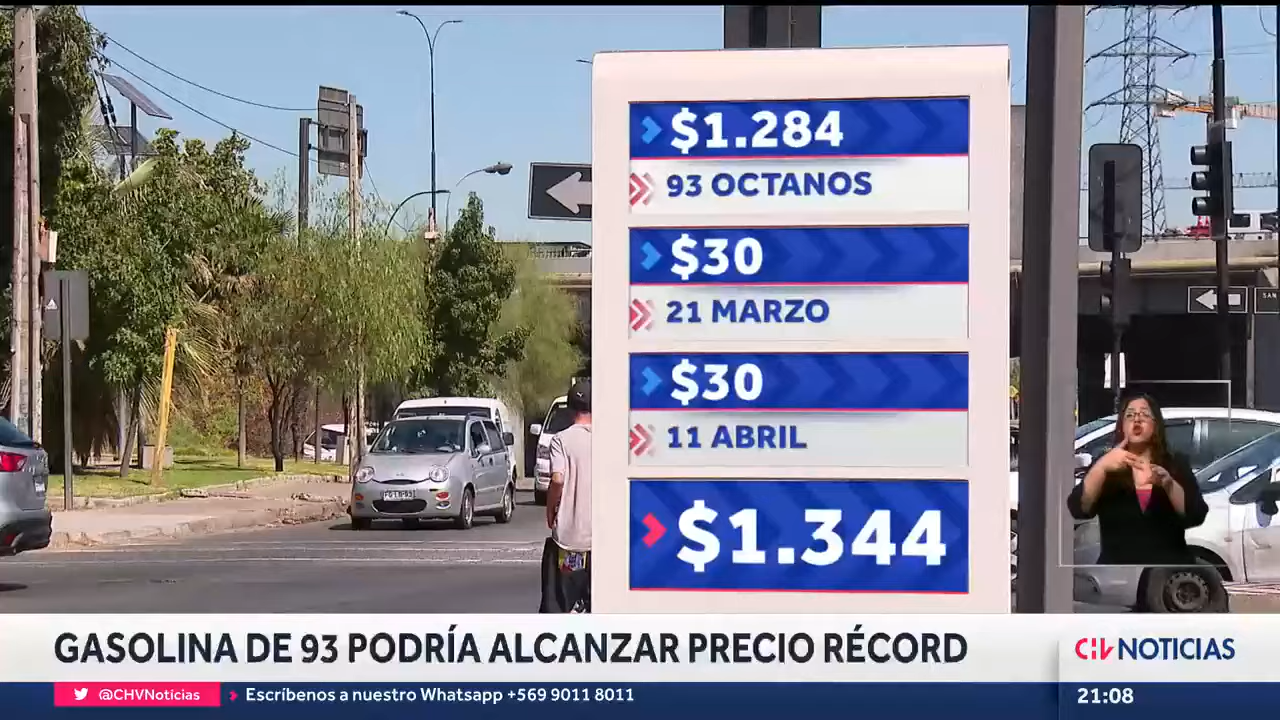 $1.284
93 OCTANOS
$30
21 MARZO
$30
11 ABRIL
$1.344
SAN
GASOLINA DE 93 PODRÍA ALCANZAR PRECIO RÉCORD
CHV NOTICIAS
@CHVNoticias
Escríbenos a nuestro Whatsapp +569 9011 8011
21:08